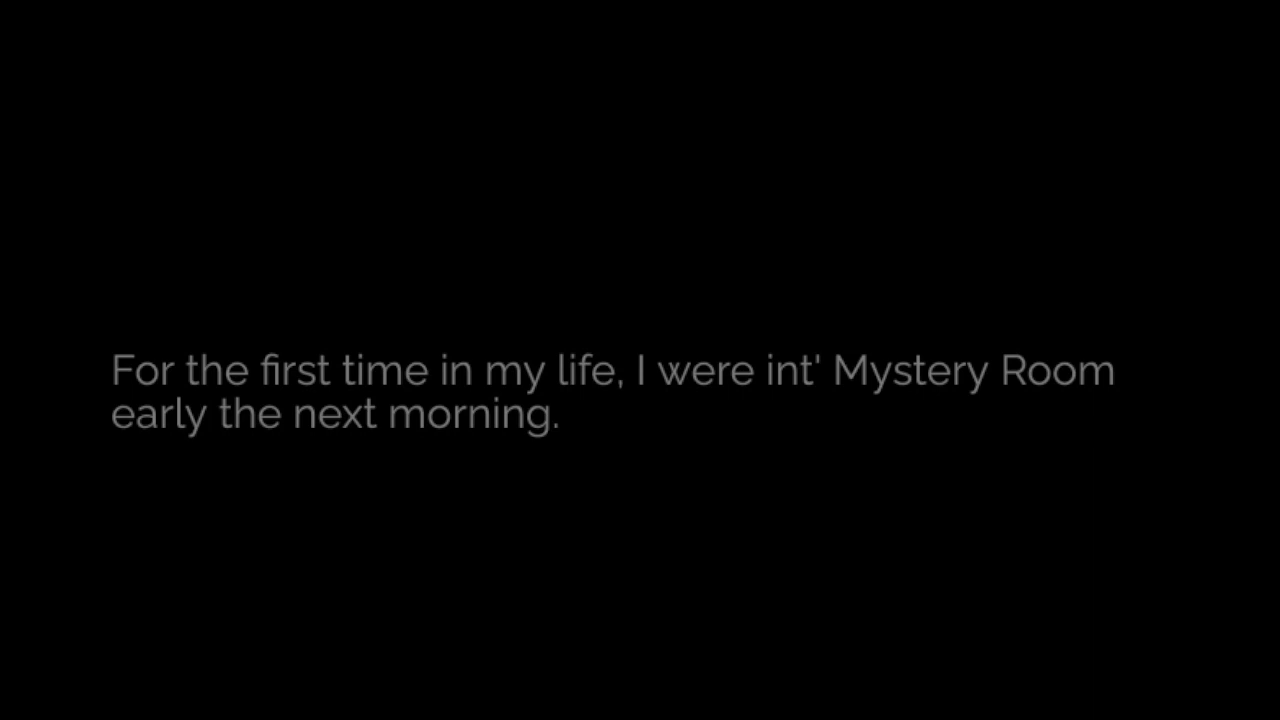 For the first time in my life, I were int' Mystery Room
early the next morning.